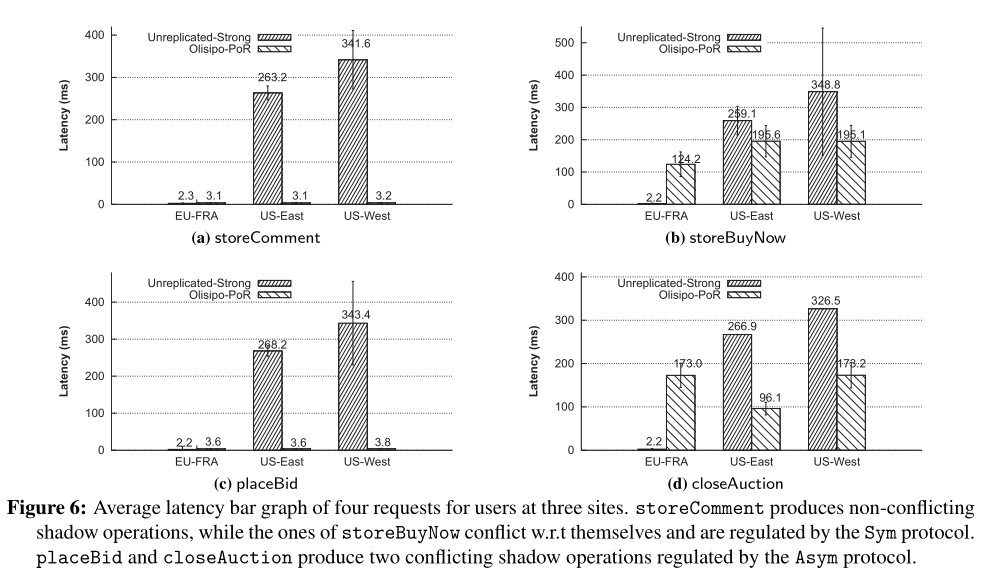 Unreplicated-Strong
Olisipo-PoR
Latency (ms)
400
300
200
100
0
2.3
3.1
263.2
3.1
341.6
3.2
EU-FRA
US-East
US-West
(a) storeComment
Unreplicated-Strong
Olisipo-PoR
Latency (ms)
500
400
300
200
100
0
2.2
124.2
259.1
195.6
348.8
195.1
EU-FRA
US-East
US-West
(b) storeBuyNow
Unreplicated-Strong
Olisipo-PoR
Latency (ms)
400
300
200
100
0
2.2
3.6
268.2
3.6
343.4
3.8
EU-FRA
US-East
US-West
(c) placeBid
Unreplicated-Strong
Olisipo-PoR
Latency (ms)
400
300
200
100
0
2.2
173.0
266.9
96.1
326.5
173.2
EU-FRA
US-East
US-West
(d) closeAuction
Figure 6: Average latency bar graph of four requests for users at three sites. storeComment produces non-conflicting
shadow operations, while the ones of storeBuyNow conflict w.r.t themselves and are regulated by the Sym protocol.
placeBid and closeAuction produce two conflicting shadow operations regulated by the Asym protocol.